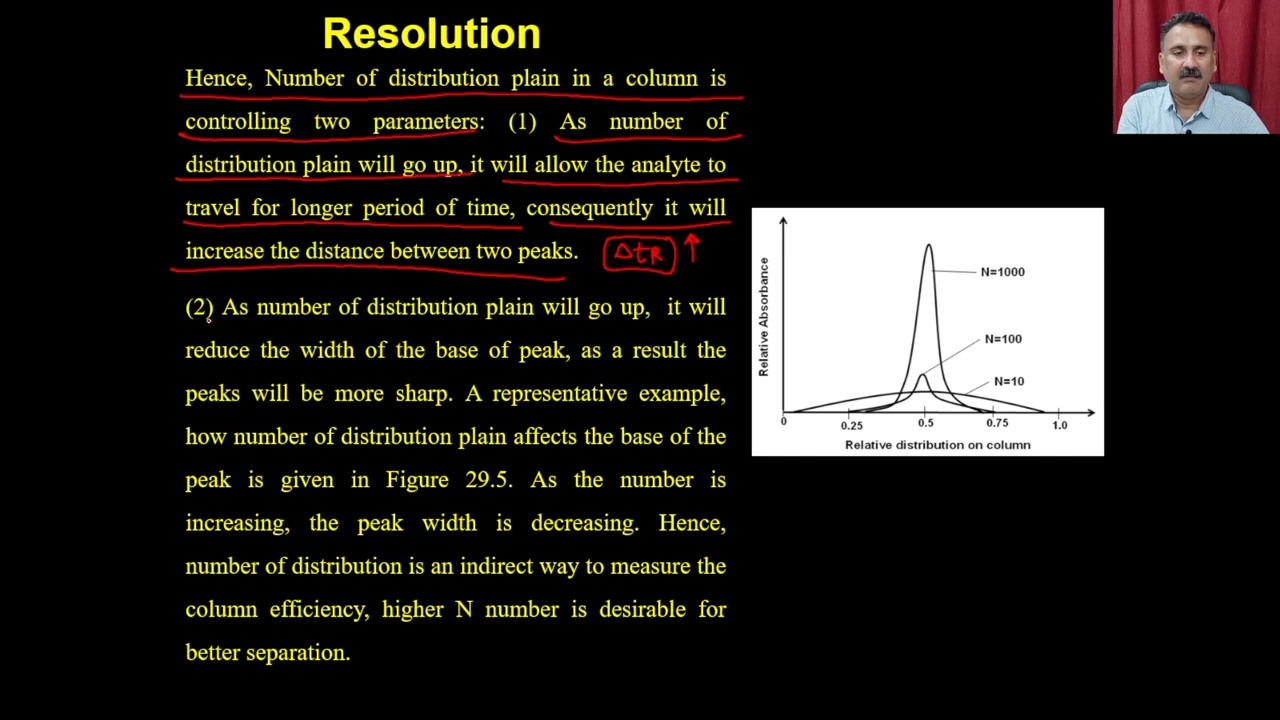 Resolution
Hence, Number of distribution plain in a column is
controlling two parameters: (1) As number of
distribution plain will go up, it will allow the analyte to
travel for longer period of time, consequently it will
increase the distance between two peaks. ΔtR ↑
(2) As number of distribution plain will go up, it will
reduce the width of the base of peak, as a result the
peaks will be more sharp. A representative example,
how number of distribution plain affects the base of the
peak is given in Figure 29.5. As the number is
increasing, the peak width is decreasing. Hence,
number of distribution is an indirect way to measure the
column efficiency, higher N number is desirable for
better separation.
Relative Absorbance
N=1000
N=100
N=10
0 0.25 0.5 0.75 1.0
Relative distribution on column